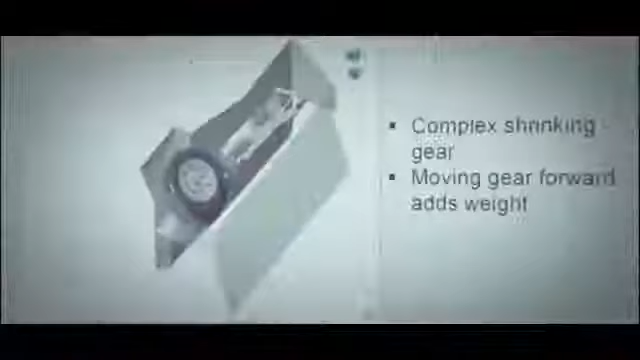 ▪ Complex shrinking
gear
▪ Moving gear forward
adds weight